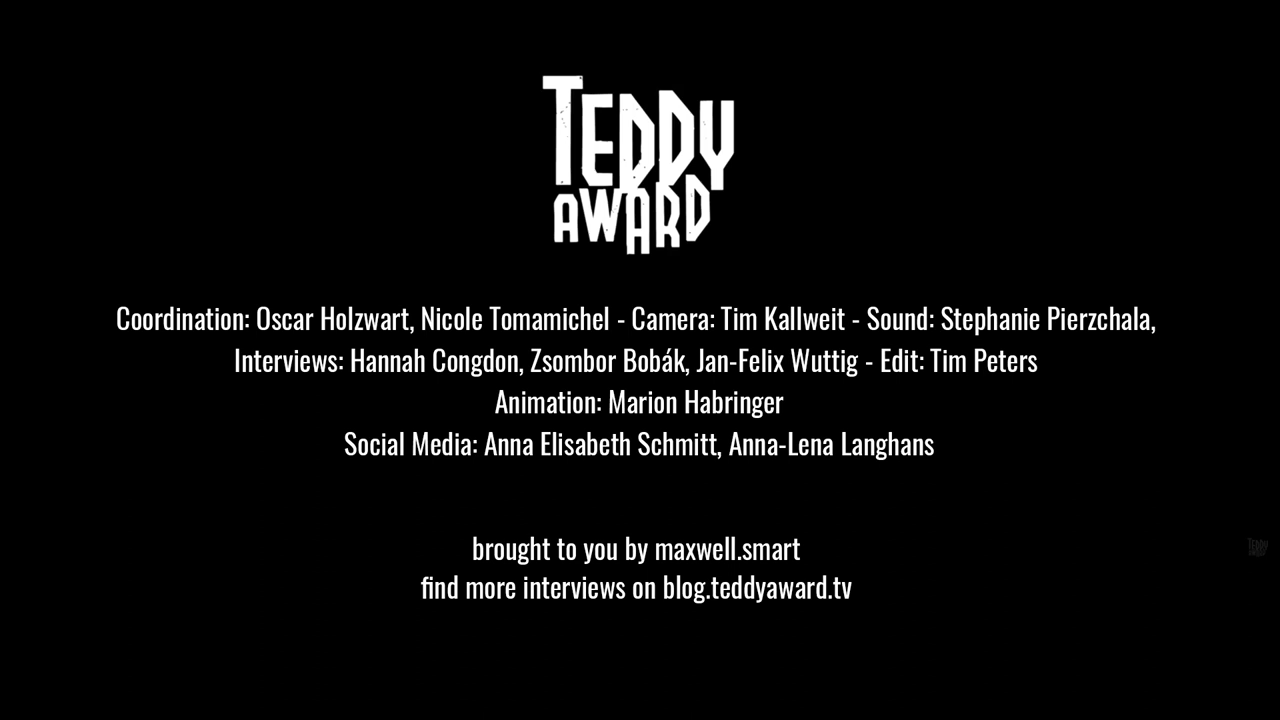 TEDDY
AWARD
Coordination: Oscar Holzwart, Nicole Tomamichel - Camera: Tim Kallweit - Sound: Stephanie Pierzchala,
Interviews: Hannah Congdon, Zsombor Bobák, Jan-Felix Wuttig - Edit: Tim Peters
Animation: Marion Habringer
Social Media: Anna Elisabeth Schmitt, Anna-Lena Langhans
brought to you by maxwell.smart
find more interviews on blog.teddyaward.tv
TEDDY
AWARD